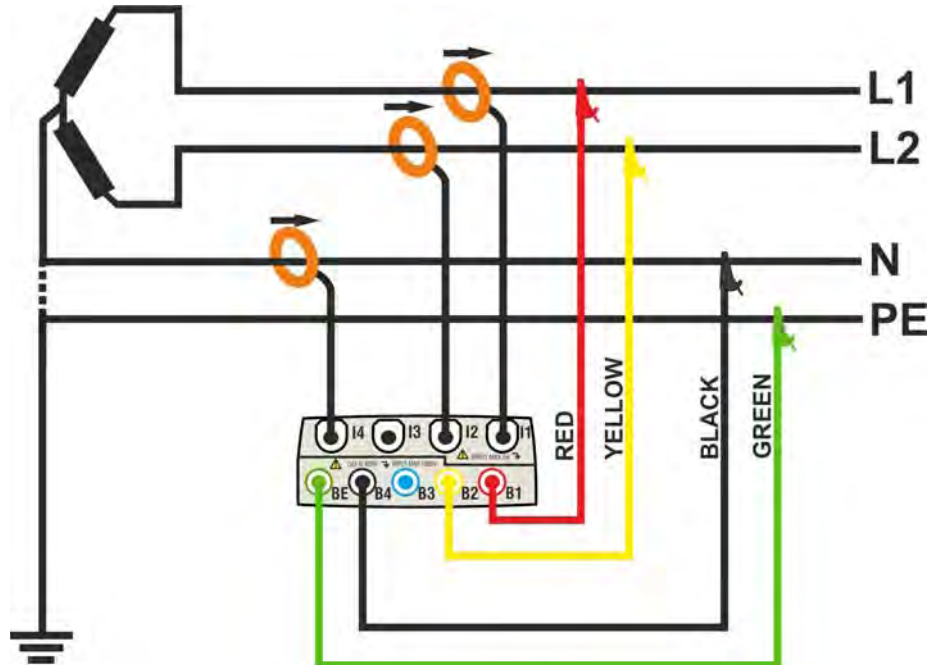 L1
L2
N
PE
RED
YELLOW
BLACK
GREEN
I4 I3 I2 I1
BE B4 B3 B2 B1